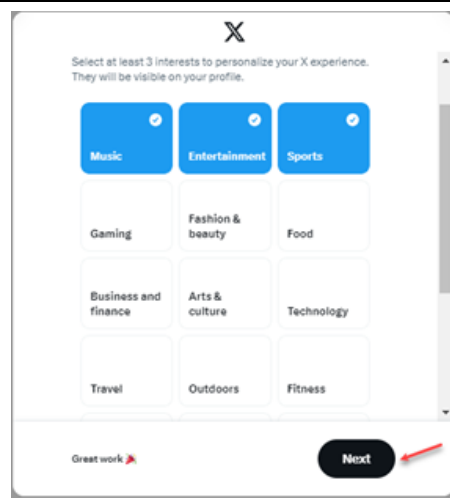 Select at least 3 interests to personalize your X experience.
They will be visible on your profile.
Music
Entertainment
Sports
Gaming
Fashion &
beauty
Food
Business and
finance
Arts &
culture
Technology
Travel
Outdoors
Fitness
Great work 🎉
Next